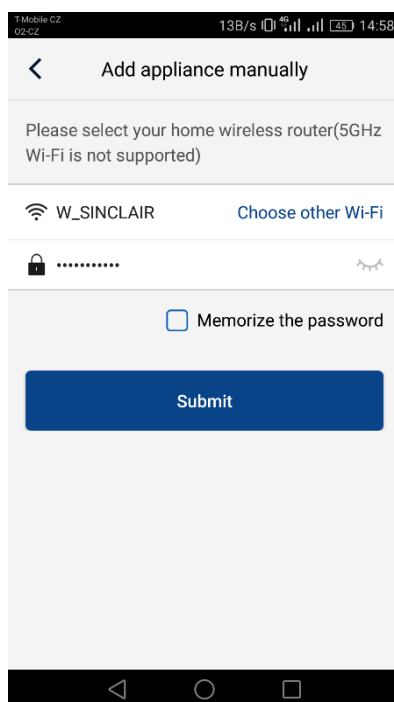 T-Mobile CZ
O2-CZ
13B/s 4G 45 14:58
Add appliance manually
Please select your home wireless router(5GHz
Wi-Fi is not supported)
W_SINCLAIR Choose other Wi-Fi
•••••••••••
Memorize the password
Submit